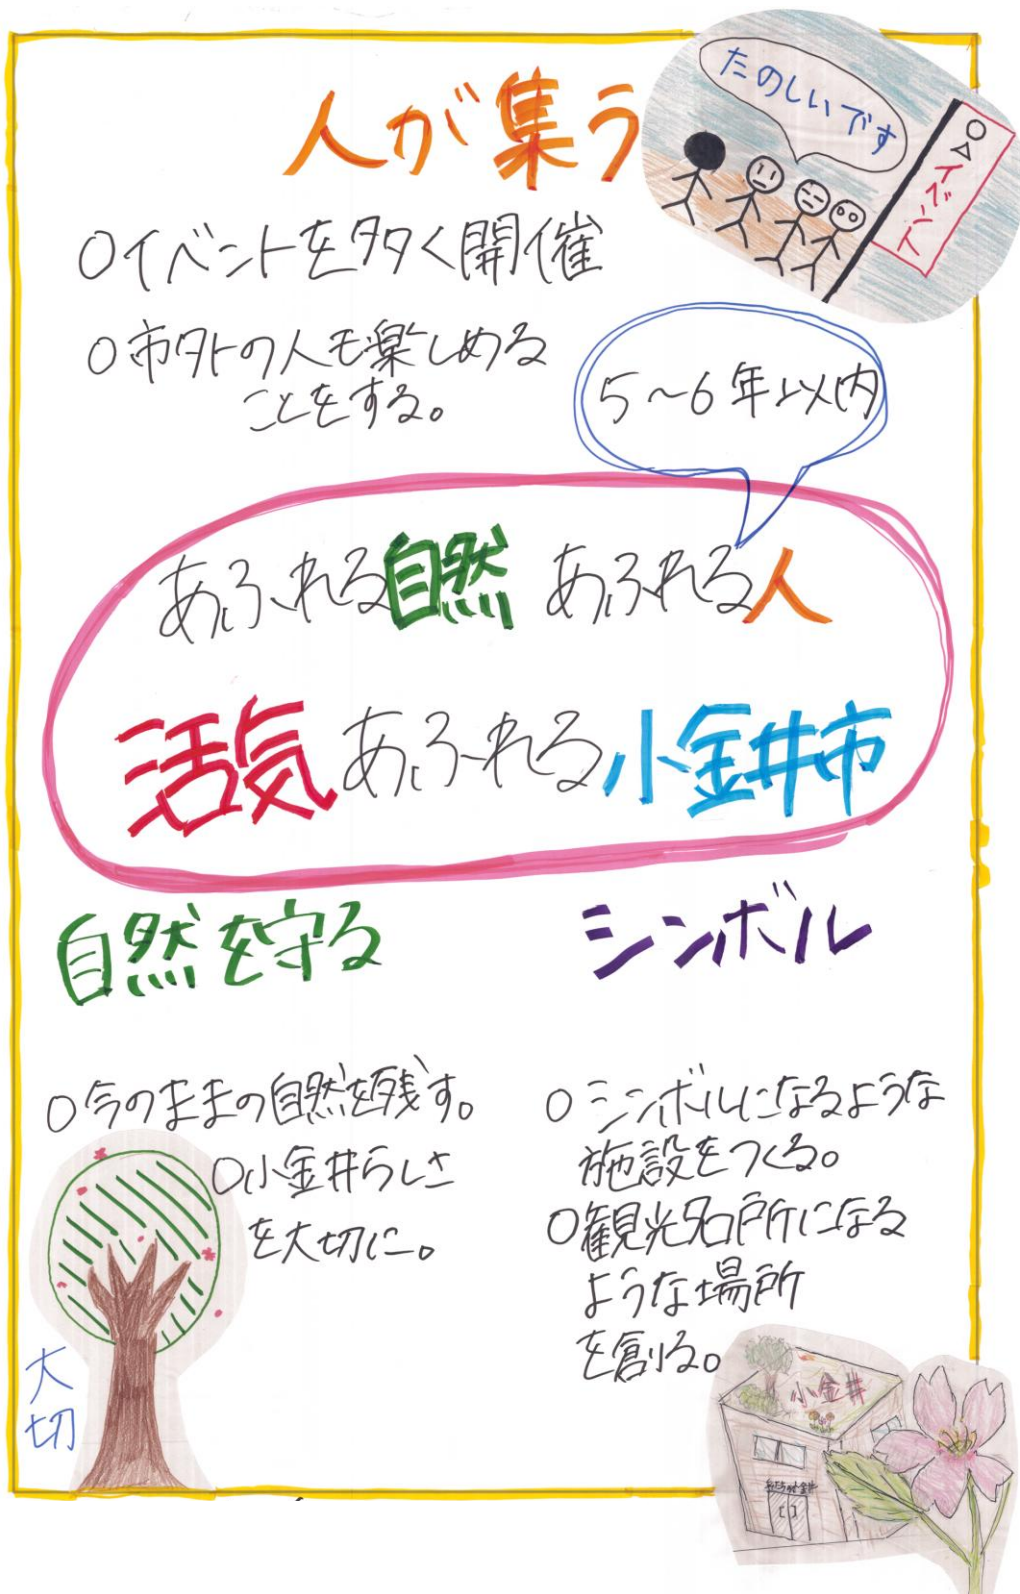 人が集う
たのしいです
○△イベント
○イベントを多く開催
○市外の人も楽しめる
ことをする。
5～6年以内
あふれる自然 あふれる人
活気あふれる小金井市
自然を守る
○今のままの自然を残す。
○小金井らしさ
を大切に。
大切
シンボル
○シンボルになるような
施設をつくる。
○観光名所になる
ような場所
を創る。
小金井